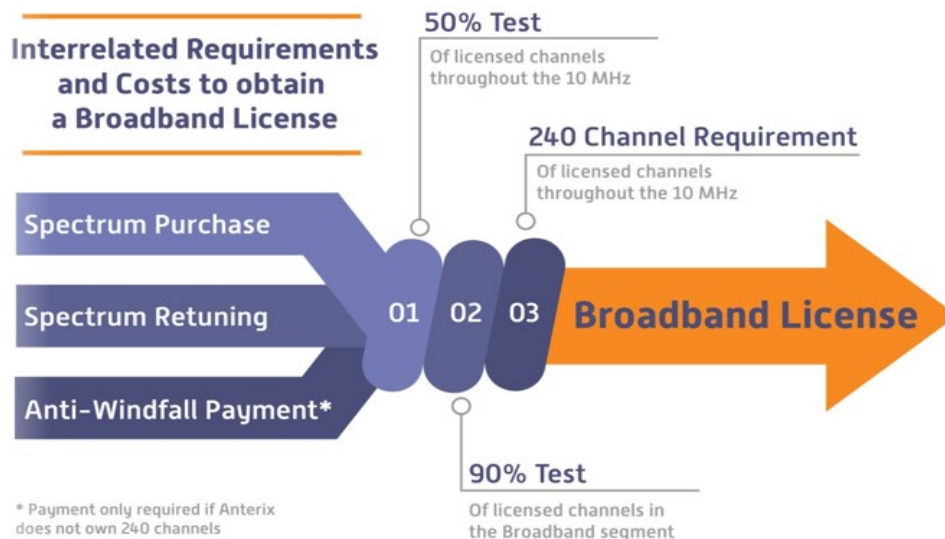 Interrelated Requirements
and Costs to obtain
a Broadband License
50% Test
Of licensed channels
throughout the 10 MHz
240 Channel Requirement
Of licensed channels
throughout the 10 MHz
Spectrum Purchase
Spectrum Retuning
Anti-Windfall Payment*
01
02
03
Broadband License
90% Test
Of licensed channels in
the Broadband segment
* Payment only required if Anterix
does not own 240 channels